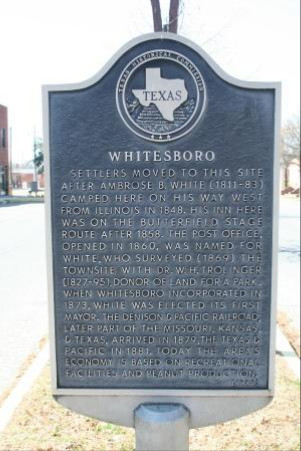 TEXAS HISTORICAL COMMISSION
TEXAS
WHITESBORO
SETTLERS MOVED TO THIS SITE
AFTER AMBROSE B. WHITE (1811-83)
CAMPED HERE ON HIS WAY WEST
FROM ILLINOIS IN 1848. HIS INN HERE
WAS ON THE BUTTERFIELD STAGE
ROUTE AFTER 1858. THE POST OFFICE,
OPENED IN 1860, WAS NAMED FOR
WHITE, WHO SURVEYED (1869) THE
TOWNSITE WITH DR. W. H. TROLINGER
(1827-95), DONOR OF LAND FOR A PARK.
WHEN WHITESBORO INCORPORATED IN
1873, WHITE WAS ELECTED ITS FIRST
MAYOR. THE DENISON & PACIFIC RAILROAD,
LATER PART OF THE MISSOURI, KANSAS,
& TEXAS, ARRIVED IN 1879, THE TEXAS &
PACIFIC IN 1881. TODAY THE AREA'S
ECONOMY IS BASED ON RECREATIONAL
FACILITIES AND PEANUT PRODUCTION.